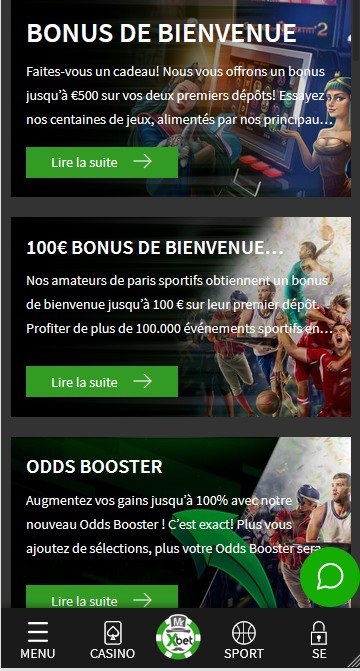 BONUS DE BIENVENUE
Faites-vous un cadeau! Nous vous offrons un bonus
jusqu'à €500 sur vos deux premiers dépôts! Essayez
nos centaines de jeux, alimentés par nos principau…
Lire la suite
100€ BONUS DE BIENVENUE…
Nos amateurs de paris sportifs obtiennent un bonus
de bienvenue jusqu'à 100 € sur leur premier dépôt.
Profiter de plus de 100.000 événements sportifs en…
Lire la suite
ODDS BOOSTER
Augmentez vos gains jusqu'à 100% avec notre
nouveau Odds Booster ! C'est exact! Plus vous
ajoutez de sélections, plus votre Odds Booster sera
Lire la suite
Mr
Xbet
MENU CASINO SPORT SE